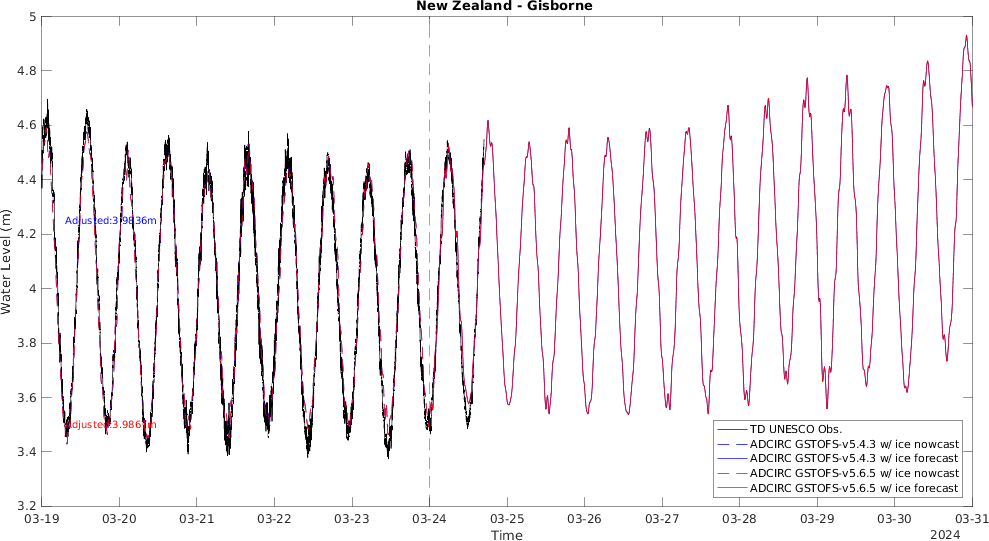 New Zealand - Gisborne
5
4.8
4.6
4.4
4.2
4
3.8
3.6
3.4
3.2
Water Level (m)
Adjusted:3.9836m
03-19
03-20
03-21
03-22
03-23
03-24
03-25
03-26
03-27
03-28
03-29
03-30
03-31
Time
2024
TD UNESCO Obs.
ADCIRC GSTOFS-v5.4.3 w/ ice nowcast
ADCIRC GSTOFS-v5.4.3 w/ ice forecast
ADCIRC GSTOFS-v5.6.5 w/ ice nowcast
ADCIRC GSTOFS-v5.6.5 w/ ice forecast